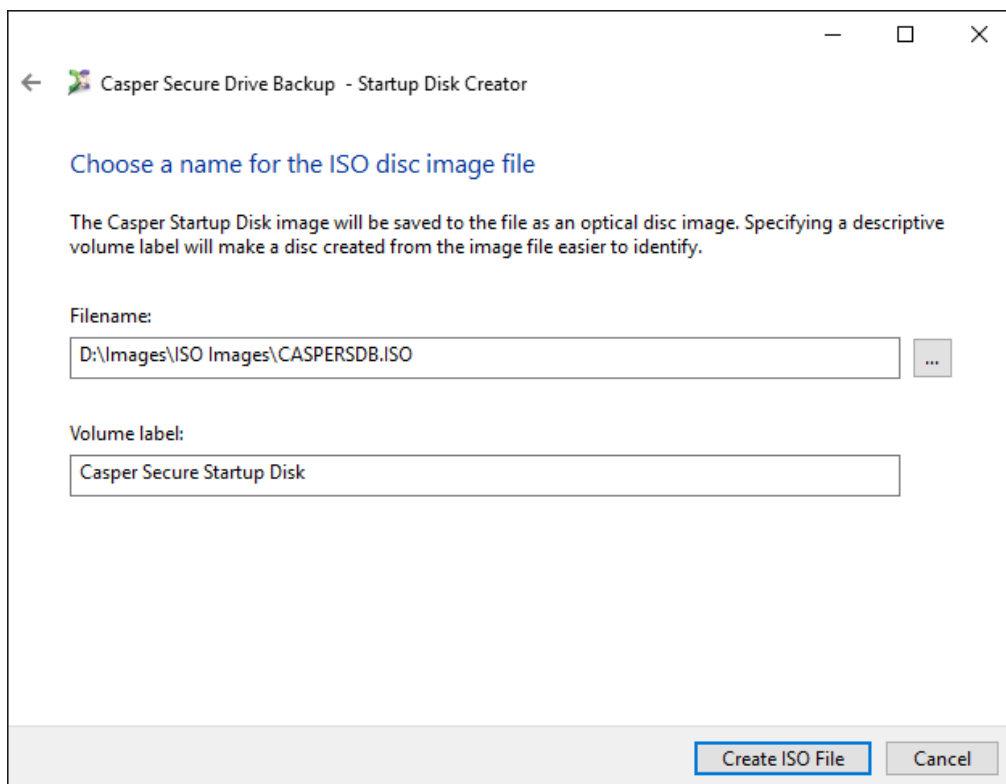 Casper Secure Drive Backup - Startup Disk Creator
Choose a name for the ISO disc image file
The Casper Startup Disk image will be saved to the file as an optical disc image. Specifying a descriptive
volume label will make a disc created from the image file easier to identify.
Filename:
D:\Images\ISO Images\CASPERSDB.ISO
...
Volume label:
Casper Secure Startup Disk
Create ISO File
Cancel